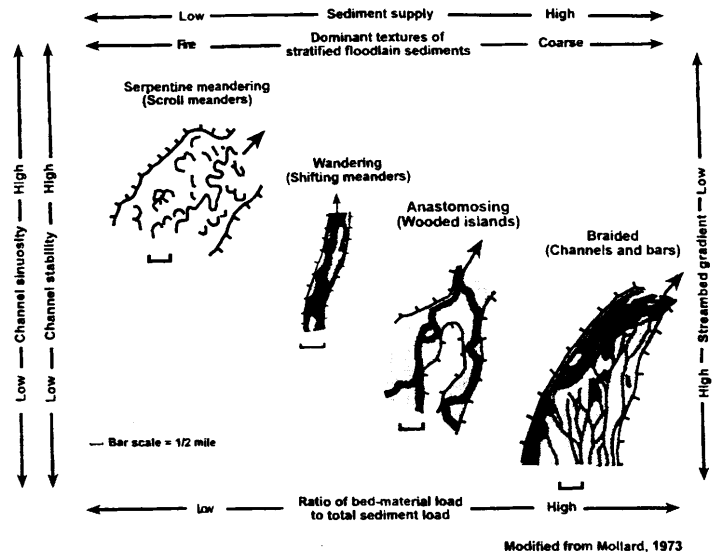 Low Sediment supply High
Fine Dominant textures of Coarse
stratified floodlain sediments
Serpentine meandering
(Scroll meanders)
Wandering
(Shifting meanders)
Anastomosing
(Wooded islands)
Braided
(Channels and bars)
Low — Channel sinuosity — High
Low — Channel stability — High
High — Streambed gradient — Low
— Bar scale = 1/2 mile
Low Ratio of bed-material load High
to total sediment load
Modified from Mollard, 1973